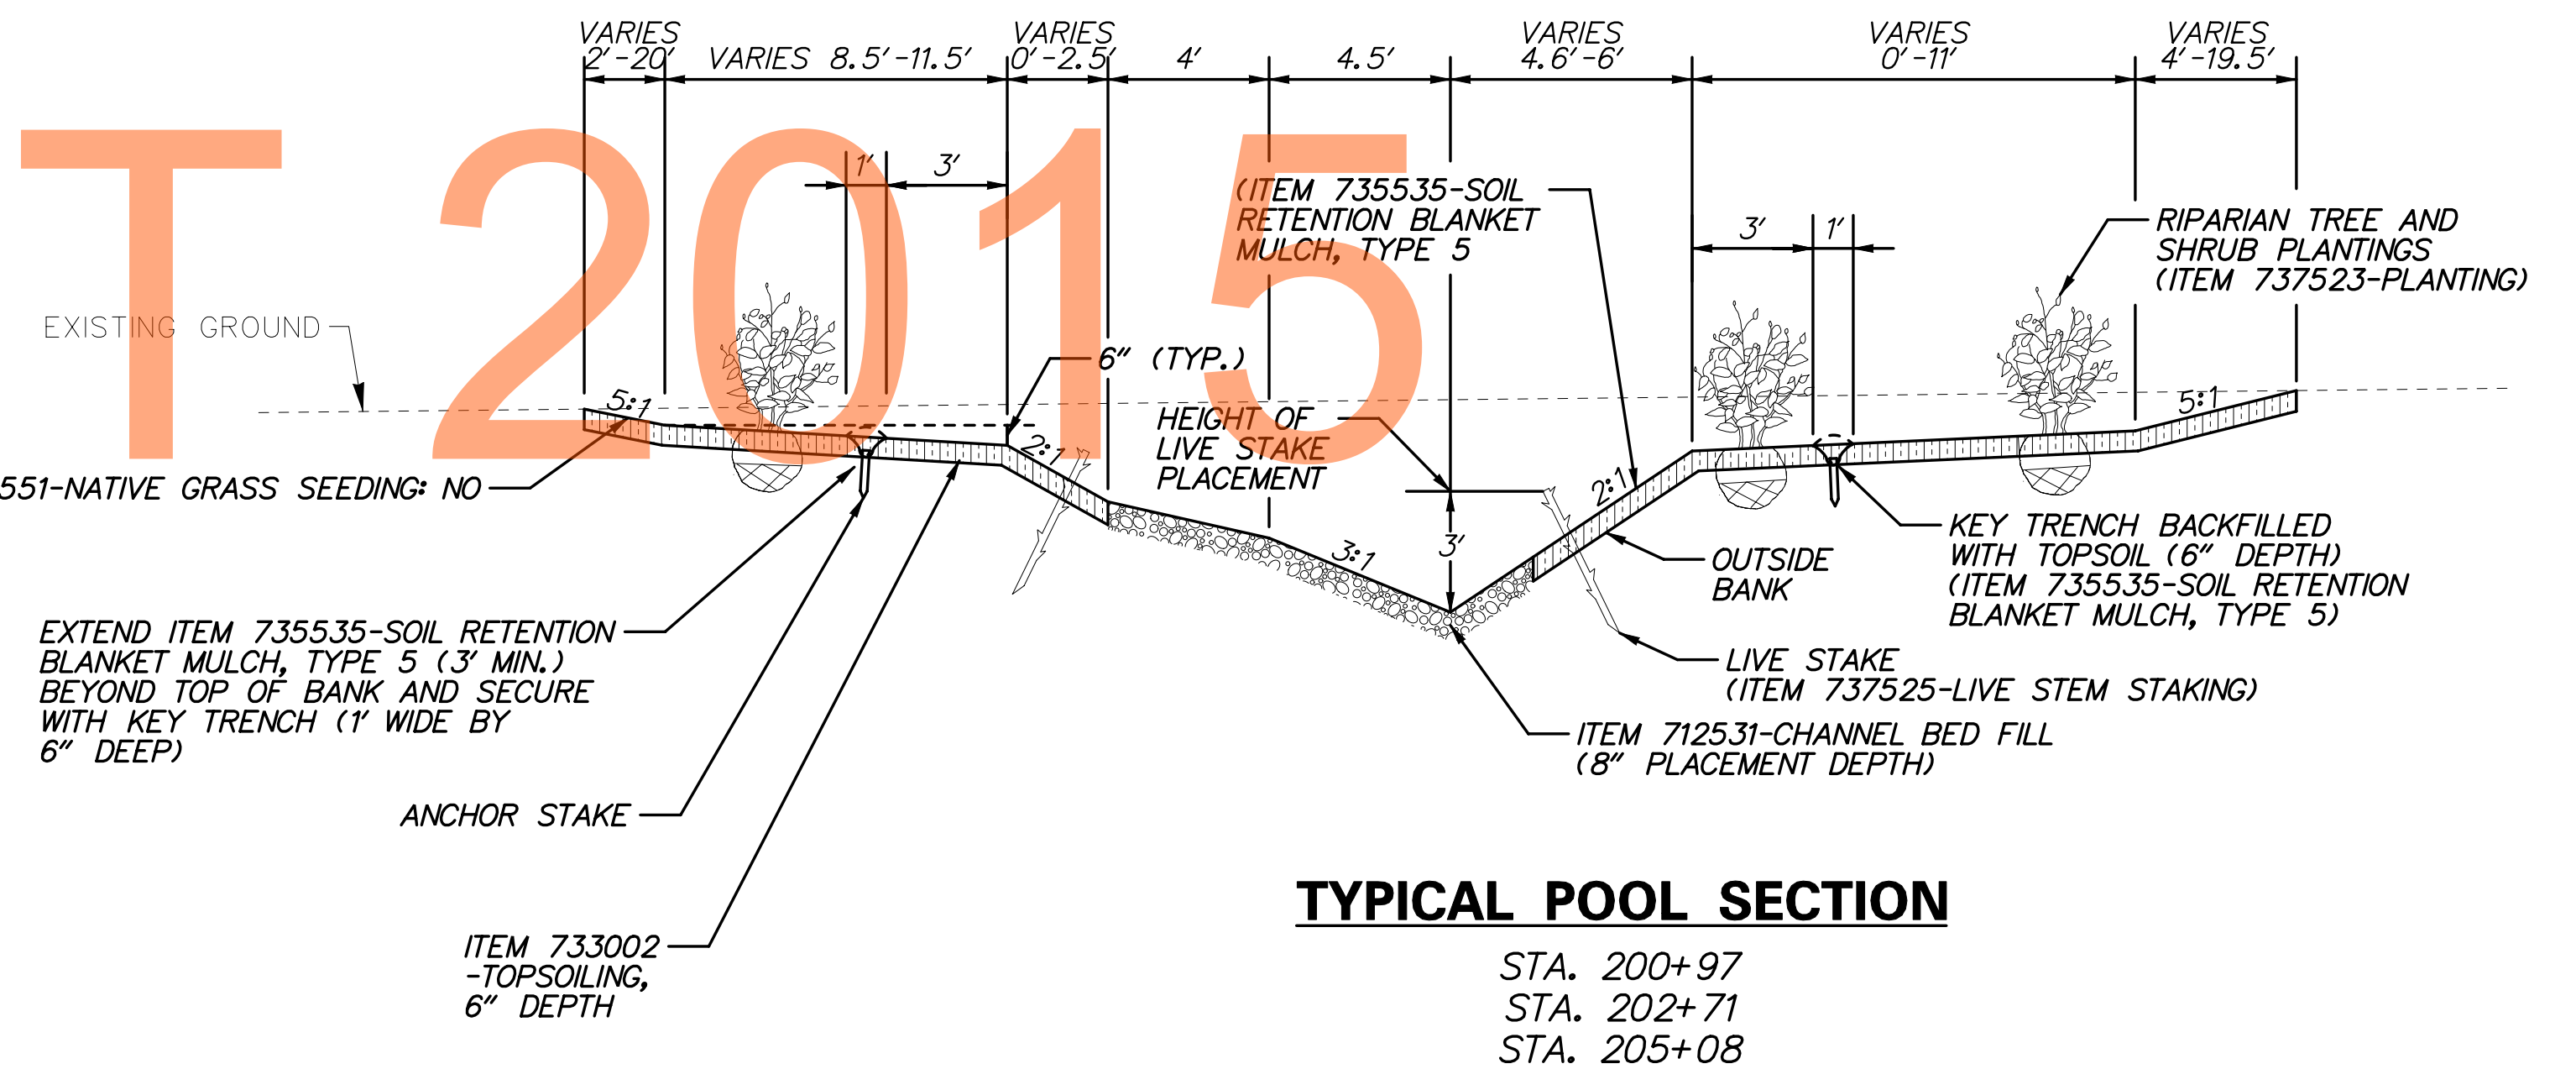 VARIES
2'-20'
VARIES 8.5'-11.5'
VARIES
0'-2.5'
4'
4.5'
VARIES
4.6'-6'
VARIES
0'-11'
VARIES
4'-19.5'
T 2015
1'
3'
(ITEM 735535-SOIL
RETENTION BLANKET
MULCH, TYPE 5
3'
1'
RIPARIAN TREE AND
SHRUB PLANTINGS
(ITEM 737523-PLANTING)
EXISTING GROUND
6" (TYP.)
5:1
2:1
HEIGHT OF
LIVE STAKE
PLACEMENT
3:1
3'
2:1
5:1
551-NATIVE GRASS SEEDING: NO
OUTSIDE
BANK
KEY TRENCH BACKFILLED
WITH TOPSOIL (6" DEPTH)
(ITEM 735535-SOIL RETENTION
BLANKET MULCH, TYPE 5)
EXTEND ITEM 735535-SOIL RETENTION
BLANKET MULCH, TYPE 5 (3' MIN.)
BEYOND TOP OF BANK AND SECURE
WITH KEY TRENCH (1' WIDE BY
6" DEEP)
LIVE STAKE
(ITEM 737525-LIVE STEM STAKING)
ITEM 712531-CHANNEL BED FILL
(8" PLACEMENT DEPTH)
ANCHOR STAKE
ITEM 733002
-TOPSOILING,
6" DEPTH
TYPICAL POOL SECTION
STA. 200+97
STA. 202+71
STA. 205+08